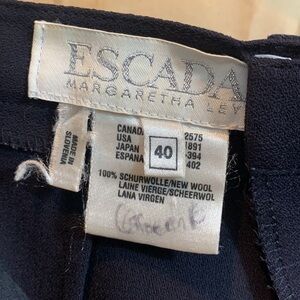 ESCADA
MARGARETHA LEY
CANADA 2575
USA 1891
JAPAN -394
ESPANA 402
40
100% SCHURWOLLE/NEW WOOL
LAINE VIERGE/SCHEERWOL
LANA VIRGEN
MADE IN
SLOVENIA